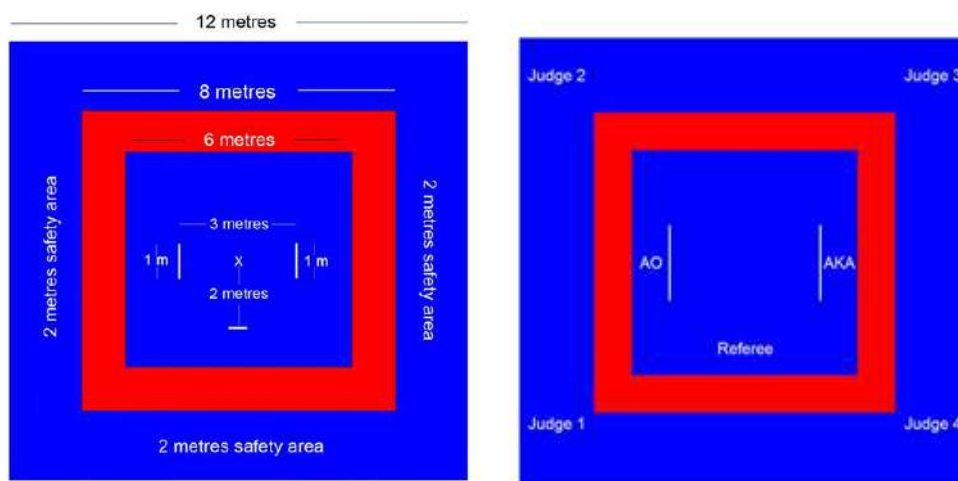 12 metres
8 metres
6 metres
3 metres
1 m
X
1 m
2 metres
2 metres safety area
2 metres safety area
2 metres safety area
Judge 2
Judge 3
AO
AKA
Referee
Judge 1
Judge 4